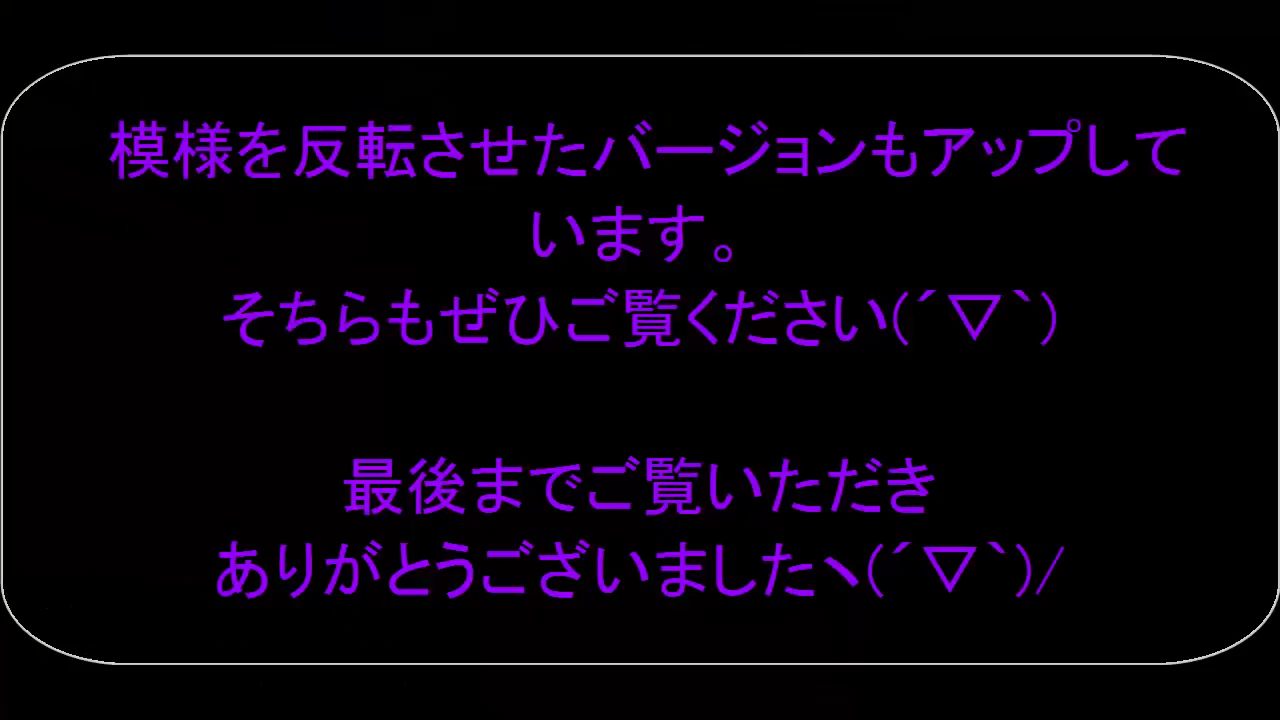 模様を反転させたバージョンもアップして
います。
そちらもぜひご覧ください(´▽｀)
最後までご覧いただき
ありがとうございましたヽ(´▽｀)/